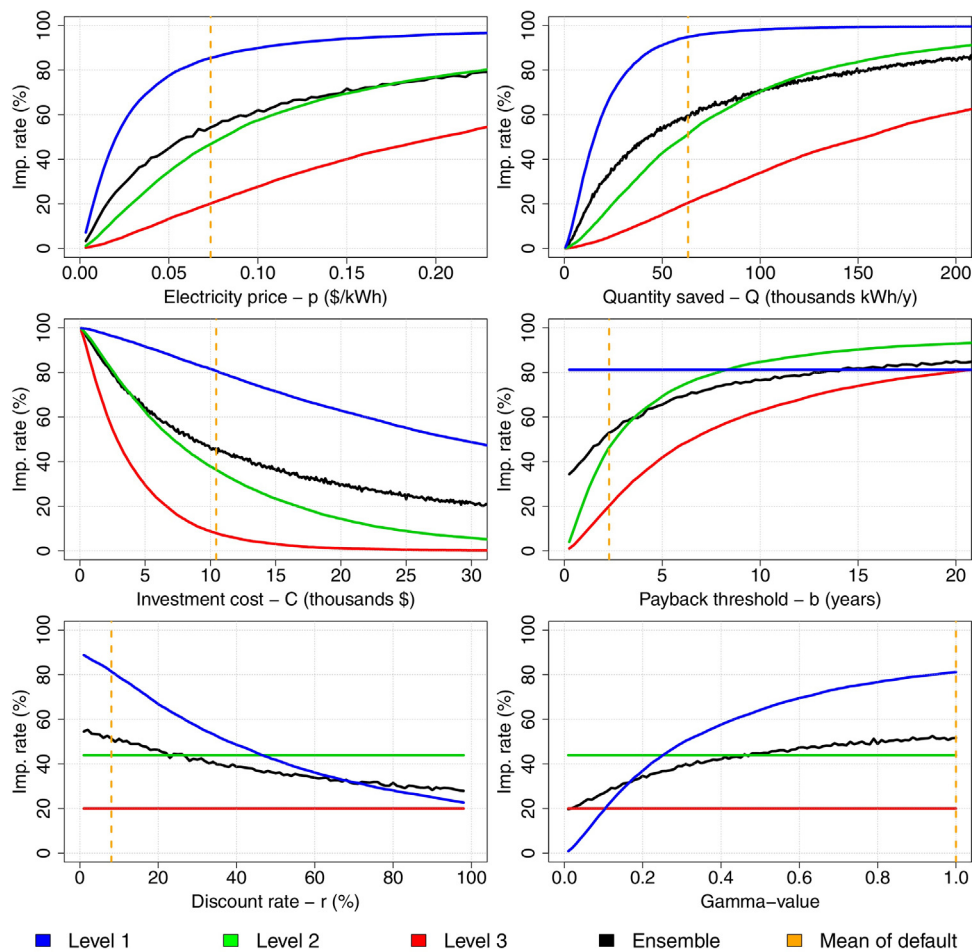 Imp. rate (%)
0 20 40 60 80 100
0.00 0.05 0.10 0.15 0.20
Electricity price − p ($/kWh)
Imp. rate (%)
0 20 40 60 80 100
0 50 100 150 200
Quantity saved − Q (thousands kWh/y)
Imp. rate (%)
0 20 40 60 80 100
0 5 10 15 20 25 30
Investment cost − C (thousands $)
Imp. rate (%)
0 20 40 60 80 100
0 5 10 15 20
Payback threshold − b (years)
Imp. rate (%)
0 20 40 60 80 100
0 20 40 60 80 100
Discount rate − r (%)
Imp. rate (%)
0 20 40 60 80 100
0.0 0.2 0.4 0.6 0.8 1.0
Gamma−value
Level 1 Level 2 Level 3 Ensemble Mean of default